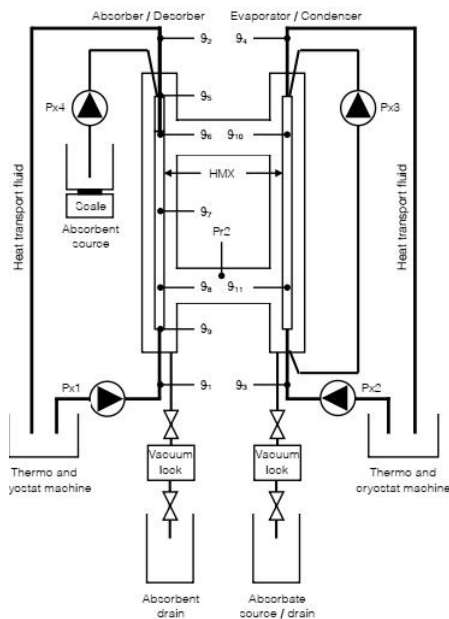 Absorber / Desorber
Evaporator / Condenser
ϑ2
ϑ4
Px4
ϑ5
Px3
ϑ6
ϑ10
HMX
Scale
Absorbent
source
ϑ7
Pr2
Heat transport fluid
Heat transport fluid
ϑ8
ϑ11
ϑ9
Px1
ϑ1
ϑ3
Px2
Thermo and
yostat machine
Vacuum
lock
Vacuum
lock
Thermo and
cryostat machine
Absorbent
drain
Absorbate
source / drain